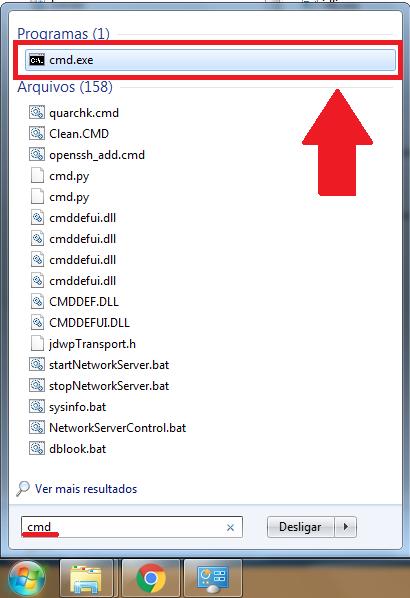 Programas (1)
cmd.exe
Arquivos (158)
quarchk.cmd
Clean.CMD
openssh_add.cmd
cmd.py
cmd.py
cmddefui.dll
cmddefui.dll
cmddefui.dll
cmddefui.dll
CMDDEF.DLL
CMDDEFUI.DLL
jdwpTransport.h
startNetworkServer.bat
stopNetworkServer.bat
sysinfo.bat
NetworkServerControl.bat
dblook.bat
Ver mais resultados
cmd Desligar